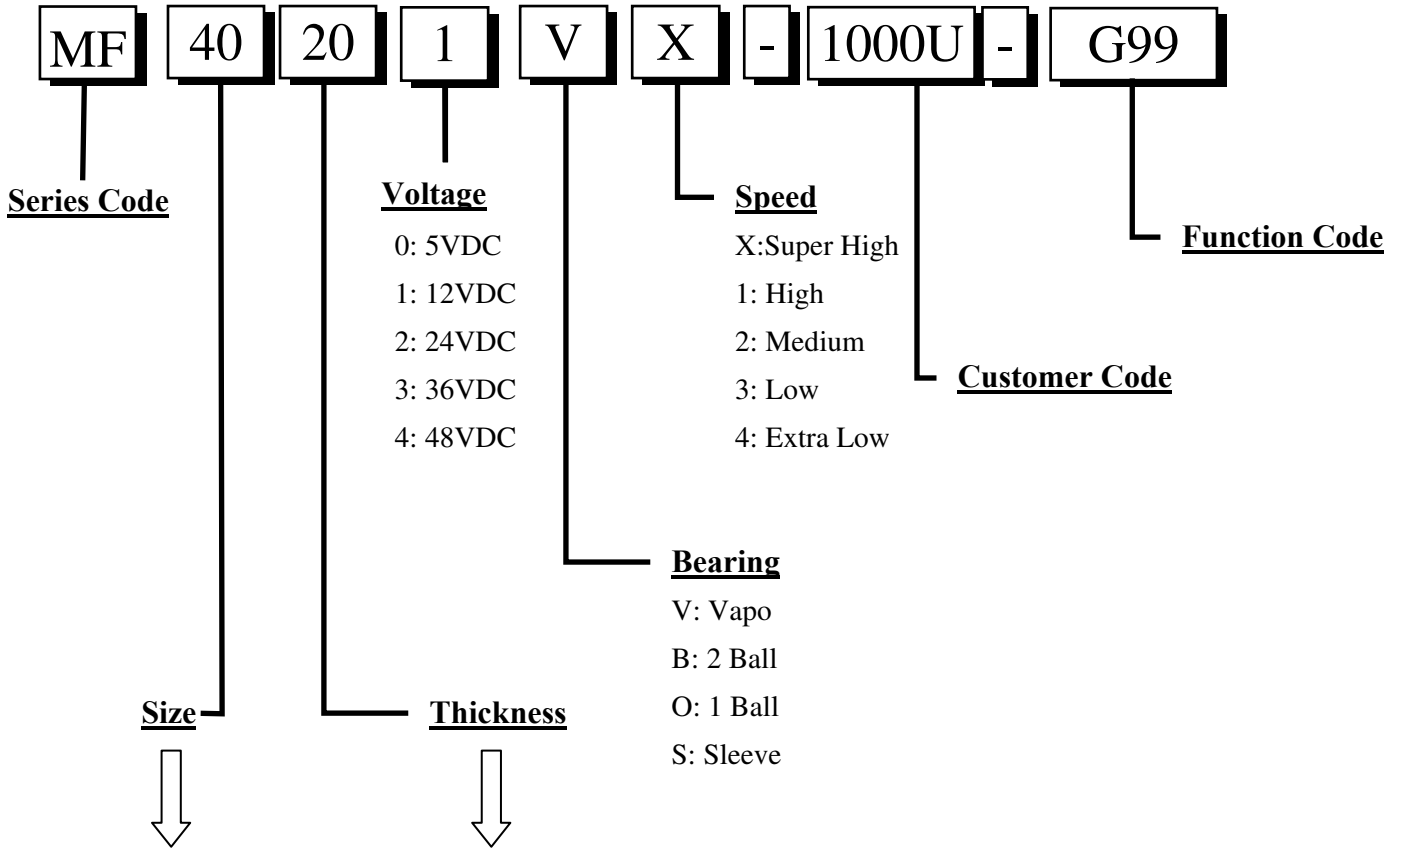 MF 40 20 1 V X - 1000U - G99
Series Code
Voltage
0: 5VDC
1: 12VDC
2: 24VDC
3: 36VDC
4: 48VDC
Speed
X:Super High
1: High
2: Medium
3: Low
4: Extra Low
Function Code
Customer Code
Bearing
V: Vapo
B: 2 Ball
O: 1 Ball
S: Sleeve
Size
Thickness